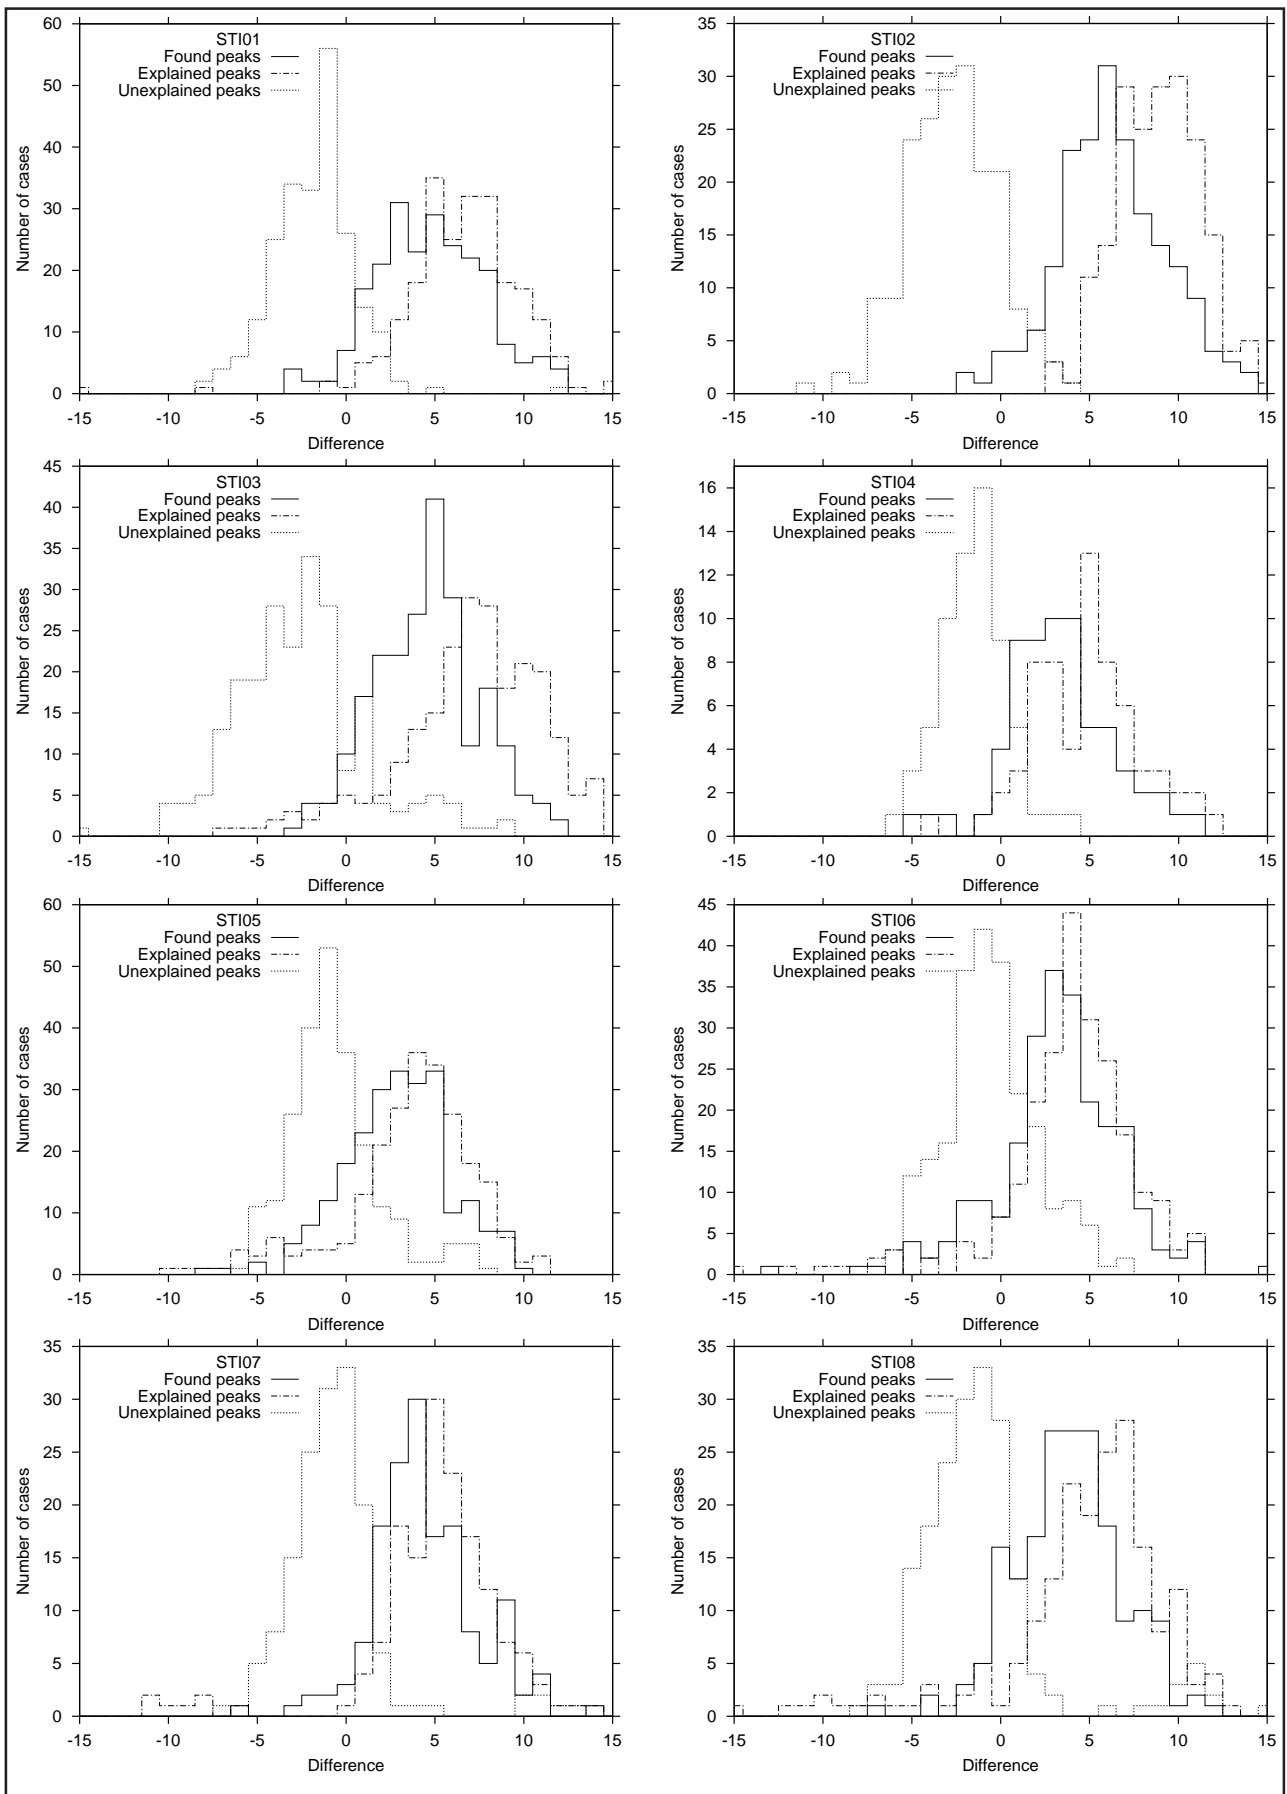 STI01
Found peaks
Explained peaks
Unexplained peaks
Number of cases
60
50
40
30
20
10
0
-15 -10 -5 0 5 10 15
Difference
STI02
Found peaks
Explained peaks
Unexplained peaks
Number of cases
35
30
25
20
15
10
5
0
-15 -10 -5 0 5 10 15
Difference
STI03
Found peaks
Explained peaks
Unexplained peaks
Number of cases
45
40
35
30
25
20
15
10
5
0
-15 -10 -5 0 5 10 15
Difference
STI04
Found peaks
Explained peaks
Unexplained peaks
Number of cases
16
14
12
10
8
6
4
2
0
-15 -10 -5 0 5 10 15
Difference
STI05
Found peaks
Explained peaks
Unexplained peaks
Number of cases
60
50
40
30
20
10
0
-15 -10 -5 0 5 10 15
Difference
STI06
Found peaks
Explained peaks
Unexplained peaks
Number of cases
45
40
35
30
25
20
15
10
5
0
-15 -10 -5 0 5 10 15
Difference
STI07
Found peaks
Explained peaks
Unexplained peaks
Number of cases
35
30
25
20
15
10
5
0
-15 -10 -5 0 5 10 15
Difference
STI08
Found peaks
Explained peaks
Unexplained peaks
Number of cases
35
30
25
20
15
10
5
0
-15 -10 -5 0 5 10 15
Difference